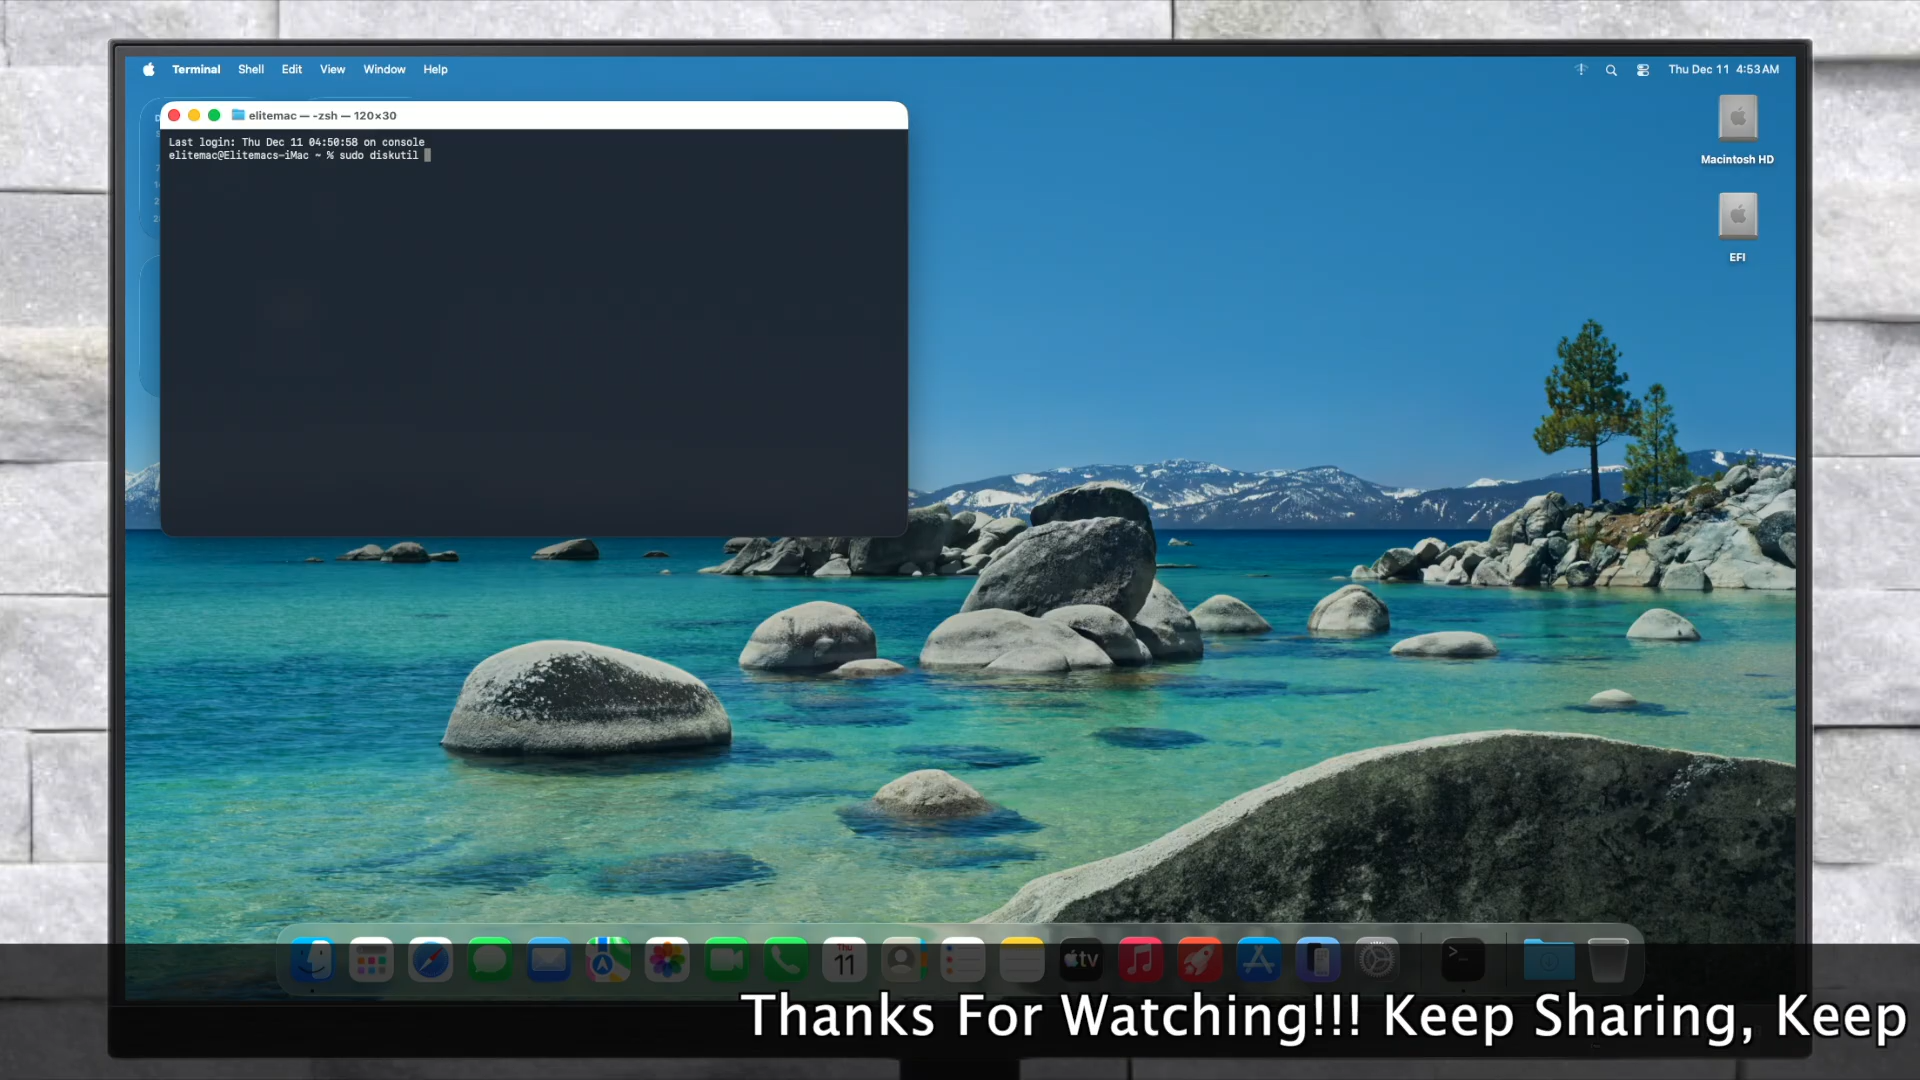 Terminal Shell Edit View Window Help
Thu Dec 11 4:53 AM
elitemac — -zsh — 120×30
Last login: Thu Dec 11 04:50:58 on console
elitemac@Elitemacs-iMac ~ % sudo diskutil
Macintosh HD
EFI
Thu
11
tv
Thanks For Watching!!! Keep Sharing, Keep